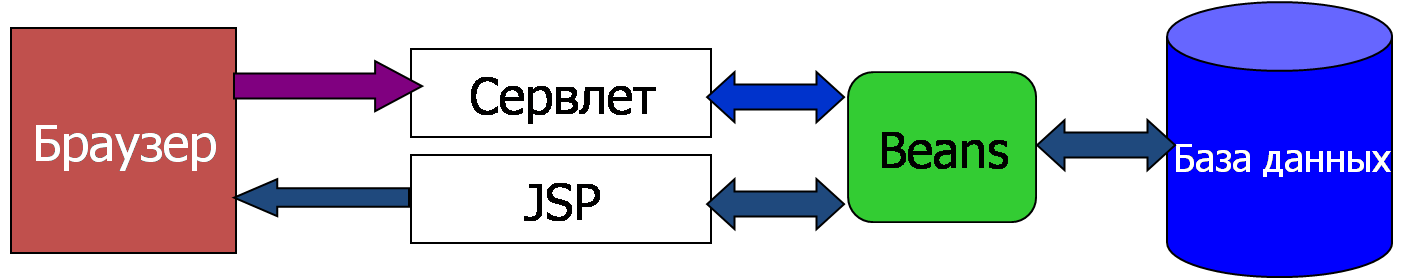 Браузер
Сервлет
JSP
Beans
База данных